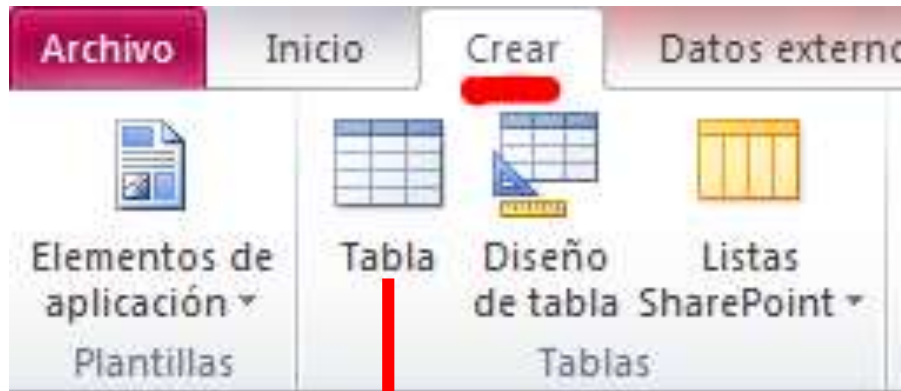 Archivo Inicio Crear Datos externo
Elementos de aplicación
Tabla
Diseño de tabla
Listas SharePoint
Plantillas Tablas